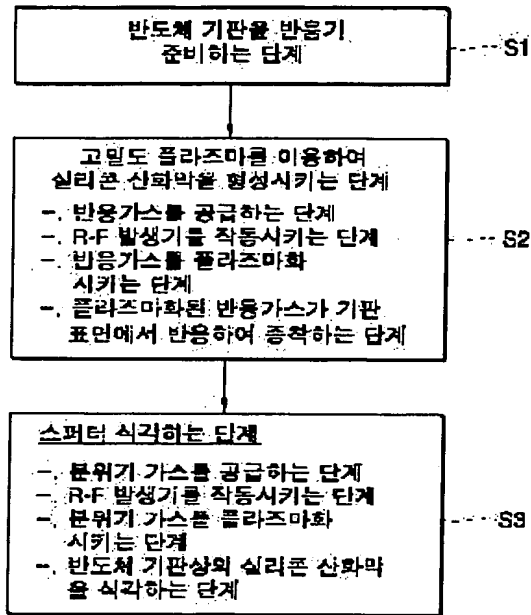 반도체 기판을 반응기
준비하는 단계
S1
고밀도 플라즈마를 이용하여
실리콘 산화막을 형성시키는 단계
-, 반응가스를 공급하는 단계
-, R-F 발생기를 작동시키는 단계
-, 반응가스를 플라즈마화
시키는 단계
-, 플라즈마화된 반응가스가 기판
표면에서 반응하여 증착하는 단계
S2
스퍼터 식각하는 단계
-, 분위기 가스를 공급하는 단계
-, R-F 발생기를 작동시키는 단계
-, 분위기 가스를 플라즈마화
시키는 단계
-, 반도체 기판상의 실리콘 산화막
을 식각하는 단계
S3